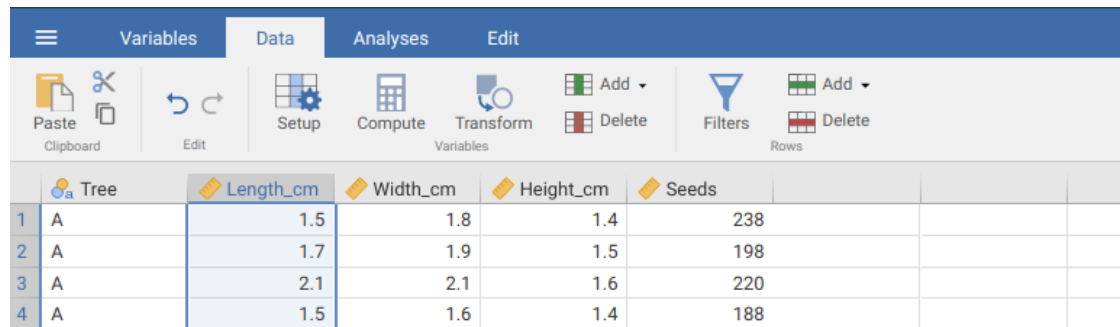 Variables Data Analyses Edit
Paste Setup Compute Transform Add Delete Filters Add Delete
Clipboard Edit Variables Rows
a Tree Length_cm Width_cm Height_cm Seeds
1 A 1.5 1.8 1.4 238
2 A 1.7 1.9 1.5 198
3 A 2.1 2.1 1.6 220
4 A 1.5 1.6 1.4 188